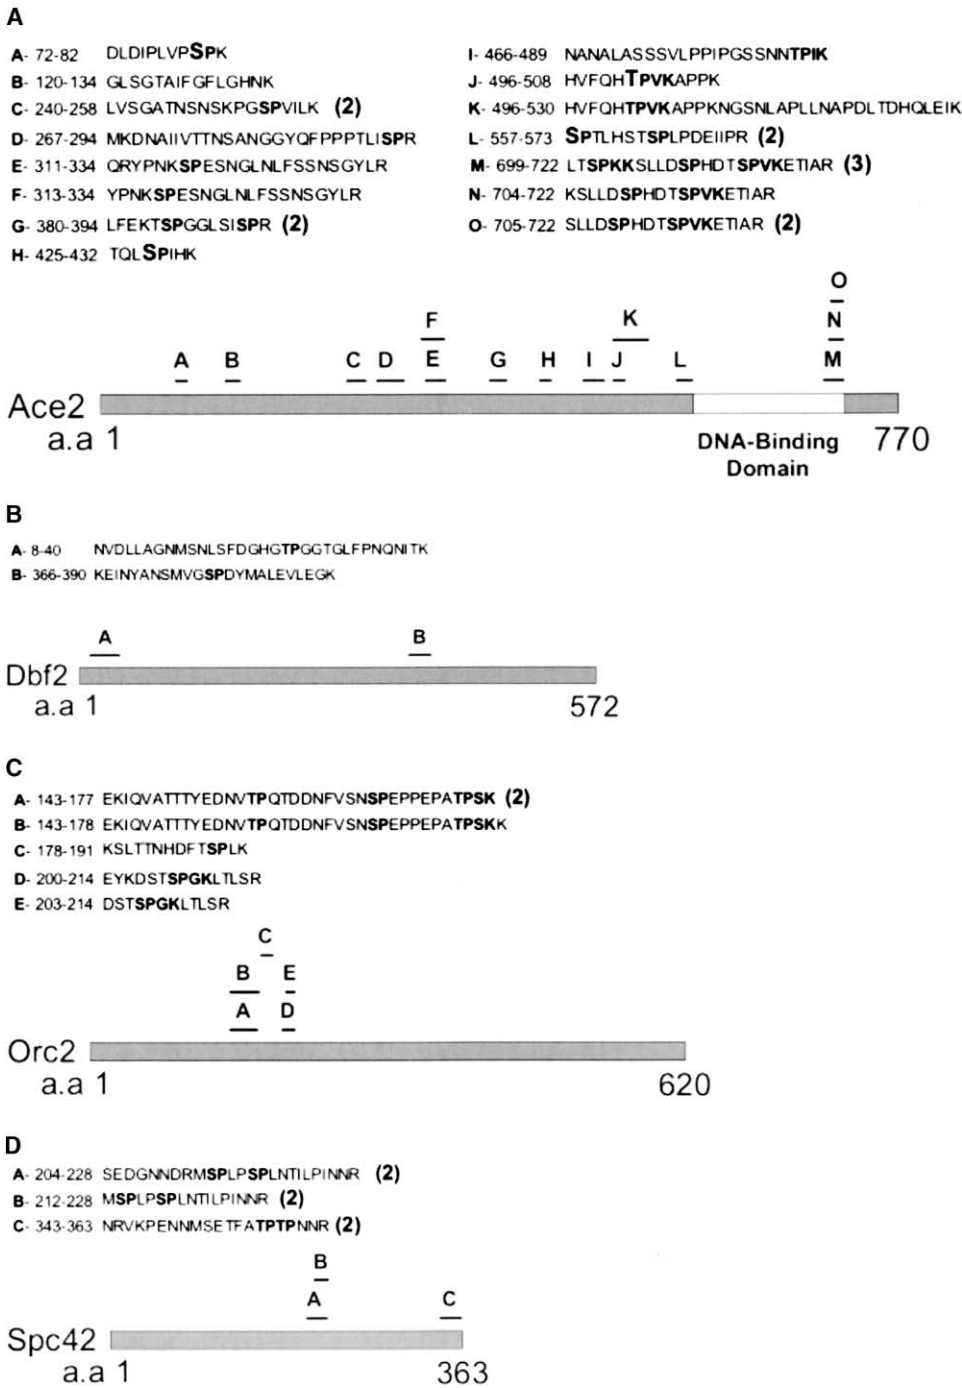 A
A- 72-82 DLDIPLVPSPK
B- 120-134 GLSGTAIFGFLGHNK
C- 240-258 LVSGATNSNSKPGSPVILK (2)
D- 267-294 MKDNAIIVTTNSANGGYQFPPPTLISPR
E- 311-334 QRYPNKSPESNGLNLFSSNSGYLR
F- 313-334 YPNKSPESNGLNLFSSNSGYLR
G- 380-394 LFEKTSPGGLSISPR (2)
H- 425-432 TQLSPIHK
I- 466-489 NANALASSSVLPPIPGSSNNTPIK
J- 496-508 HVFQHTPVKAPPK
K- 496-530 HVFQHTPVKAPPKNGSNLAPLLNAPDLTDHQLEIK
L- 557-573 SPTLHSTSPLPDEIIPR (2)
M- 699-722 LTSPKKSLLDSPHDTSPVKETIAR (3)
N- 704-722 KSLLDSPHDTSPVKETIAR
O- 705-722 SLLDSPHDTSPVKETIAR (2)
O
F K N
A B C D E G H I J L M
Ace2
a.a 1 770
DNA-Binding
Domain
B
A- 8-40 NVDLLAGNMSNLSFDGHGTPGGTGLFPNQNITK
B- 366-390 KEINYANSMVGSPDYMALEVLEGK
A B
Dbf2
a.a 1 572
C
A- 143-177 EKIQVATTTYEDNVTPQTDDNFVSNSPEPPEPATPSK (2)
B- 143-178 EKIQVATTTYEDNVTPQTDDNFVSNSPEPPEPATPSKK
C- 178-191 KSLTTNHDFTSPLK
D- 200-214 EYKDSTSPGKLTLSR
E- 203-214 DSTSPGKLTLSR
C
B E
A D
Orc2
a.a 1 620
D
A- 204-228 SEDGNNDRMSPLPSPLNTILPINNR (2)
B- 212-228 MSPLPSPLNTILPINNR (2)
C- 343-363 NRVKPENNMSETFATPTPNNR (2)
B
A C
Spc42
a.a 1 363